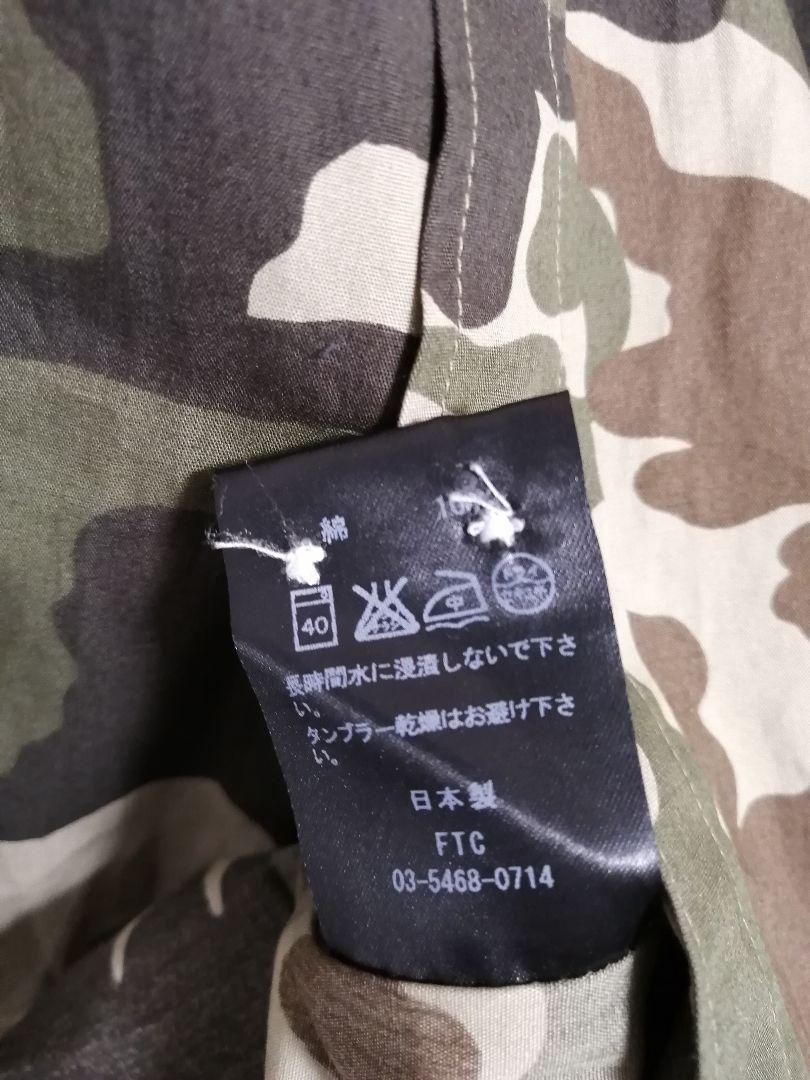 綿
40
長時間水に浸漬しないで下さ
い。
タンブラー乾燥はお避け下さ
い。
日本製
FTC
03-5468-0714